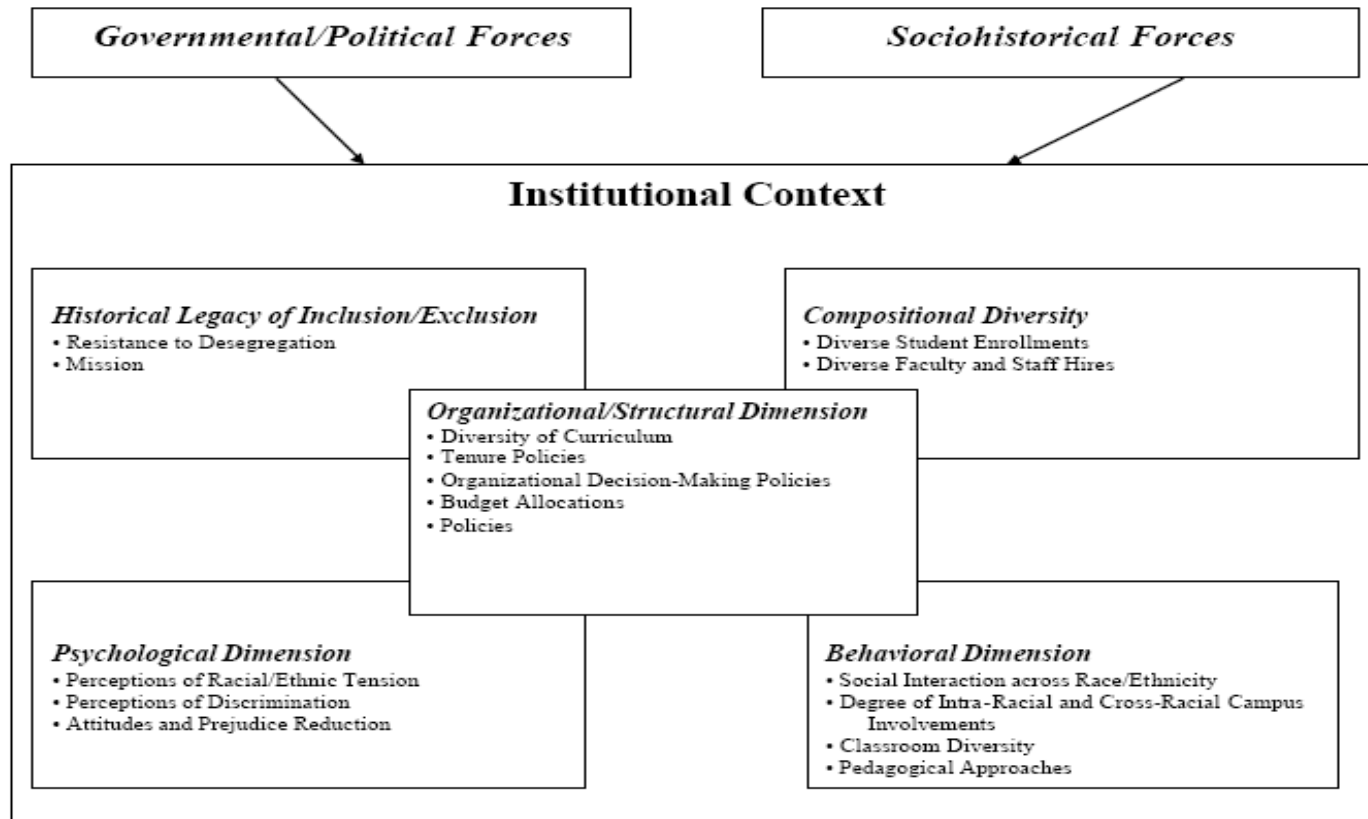 Governmental/Political Forces
Sociohistorical Forces
Institutional Context
Historical Legacy of Inclusion/Exclusion
• Resistance to Desegregation
• Mission
Compositional Diversity
• Diverse Student Enrollments
• Diverse Faculty and Staff Hires
Organizational/Structural Dimension
• Diversity of Curriculum
• Tenure Policies
• Organizational Decision-Making Policies
• Budget Allocations
• Policies
Psychological Dimension
• Perceptions of Racial/Ethnic Tension
• Perceptions of Discrimination
• Attitudes and Prejudice Reduction
Behavioral Dimension
• Social Interaction across Race/Ethnicity
• Degree of Intra-Racial and Cross-Racial Campus
Involvements
• Classroom Diversity
• Pedagogical Approaches